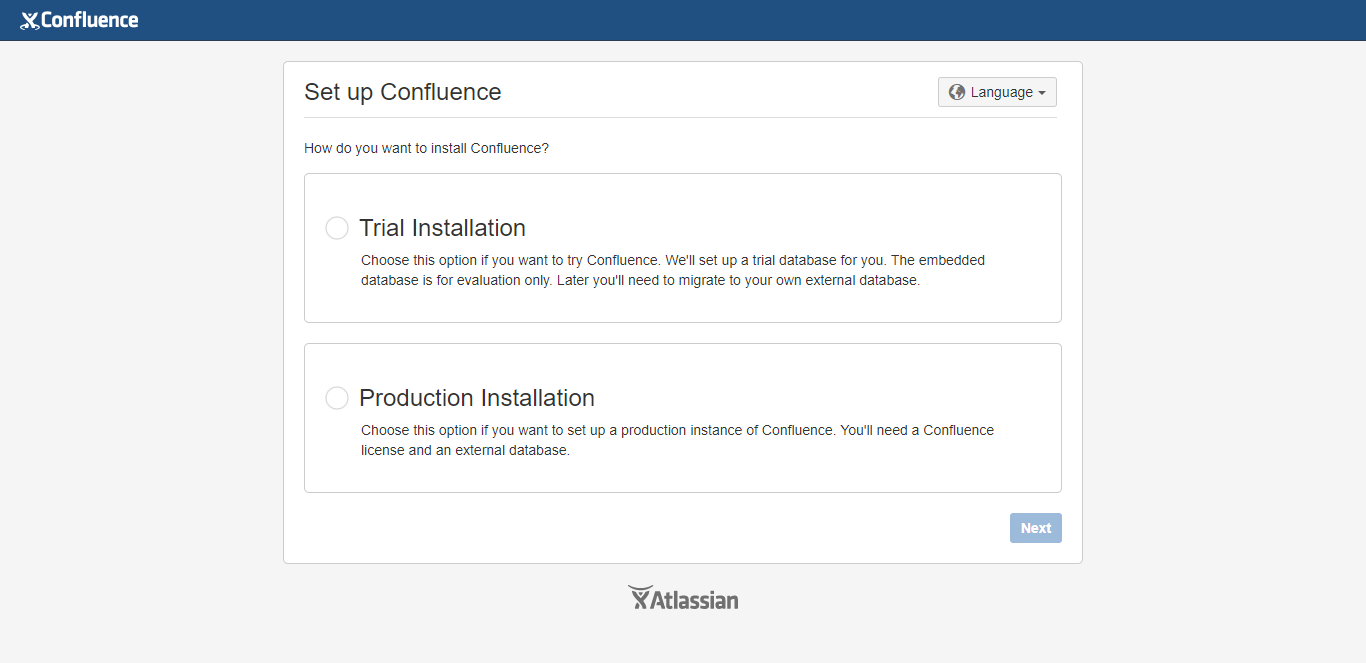 Confluence
Set up Confluence
Language
How do you want to install Confluence?
Trial Installation
Choose this option if you want to try Confluence. We'll set up a trial database for you. The embedded
database is for evaluation only. Later you'll need to migrate to your own external database.
Production Installation
Choose this option if you want to set up a production instance of Confluence. You'll need a Confluence
license and an external database.
Next
Atlassian